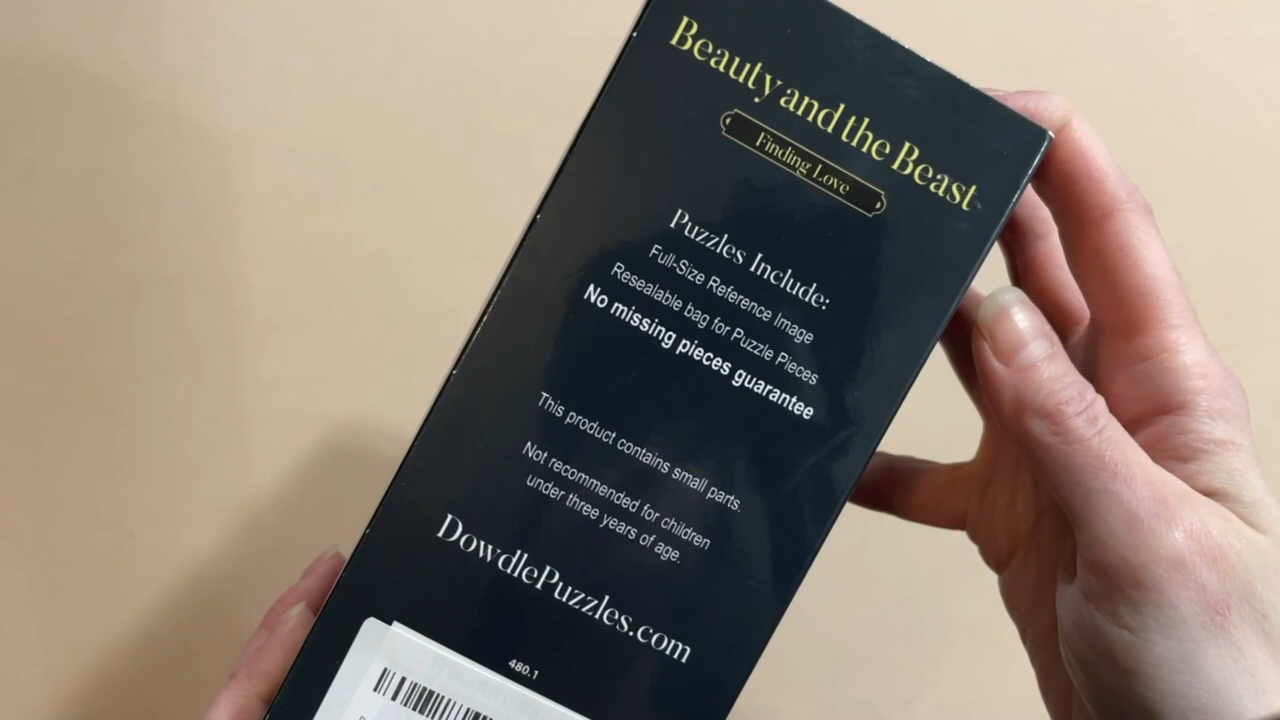 Beauty and the Beast™
Finding Love
Puzzles Include:
Full-Size Reference Image
Resealable bag for Puzzle Pieces
No missing pieces guarantee
This product contains small parts.
Not recommended for children
under three years of age.
DowdlePuzzles.com
480.1